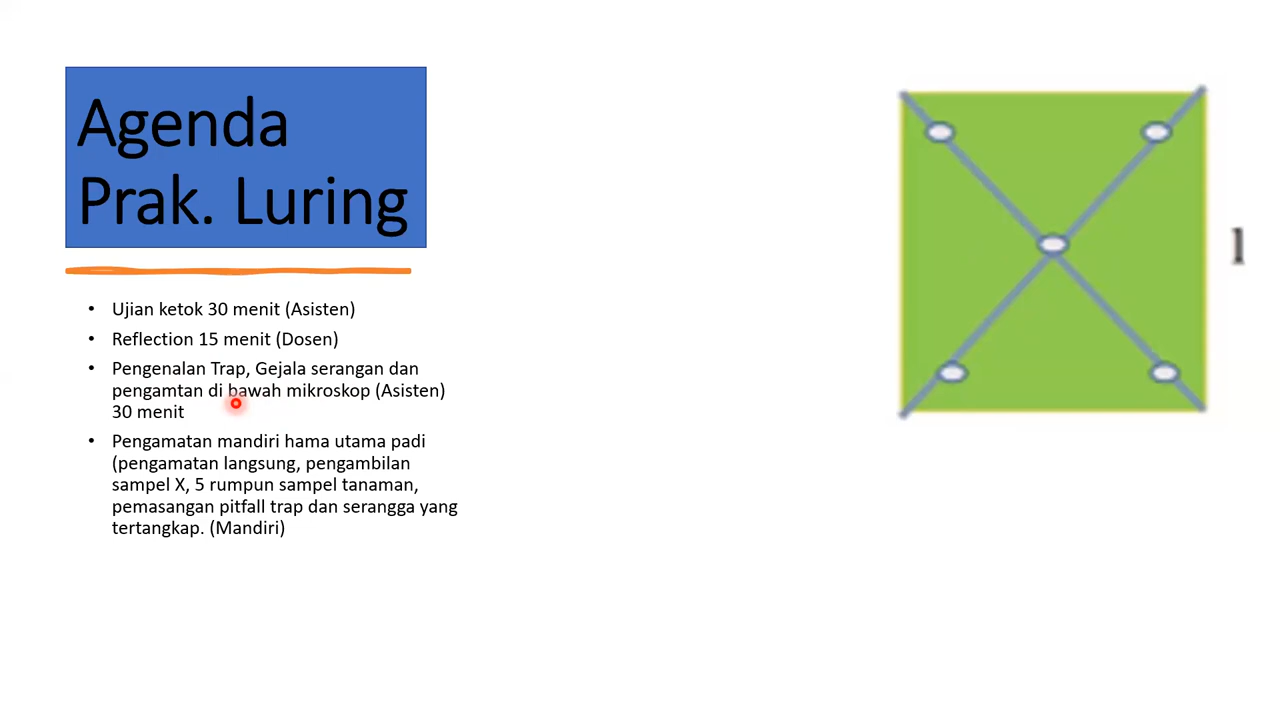 Agenda
Prak. Luring
• Ujian ketok 30 menit (Asisten)
• Reflection 15 menit (Dosen)
• Pengenalan Trap, Gejala serangan dan
pengamtan di bawah mikroskop (Asisten)
30 menit
• Pengamatan mandiri hama utama padi
(pengamatan langsung, pengambilan
sampel X, 5 rumpun sampel tanaman,
pemasangan pitfall trap dan serangga yang
tertangkap. (Mandiri)
1